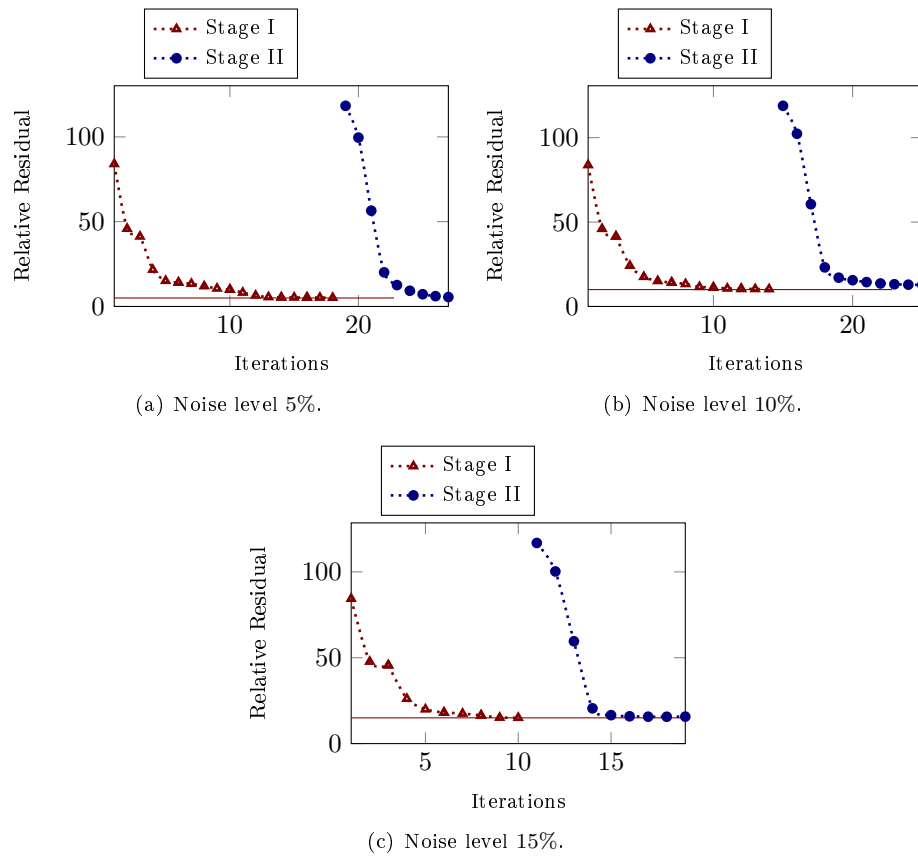 Stage I
Stage II
Relative Residual
100
50
0
10
20
Iterations
(a) Noise level 5%.
Stage I
Stage II
Relative Residual
100
50
0
10
20
Iterations
(b) Noise level 10%.
Stage I
Stage II
Relative Residual
100
50
0
5
10
15
Iterations
(c) Noise level 15%.